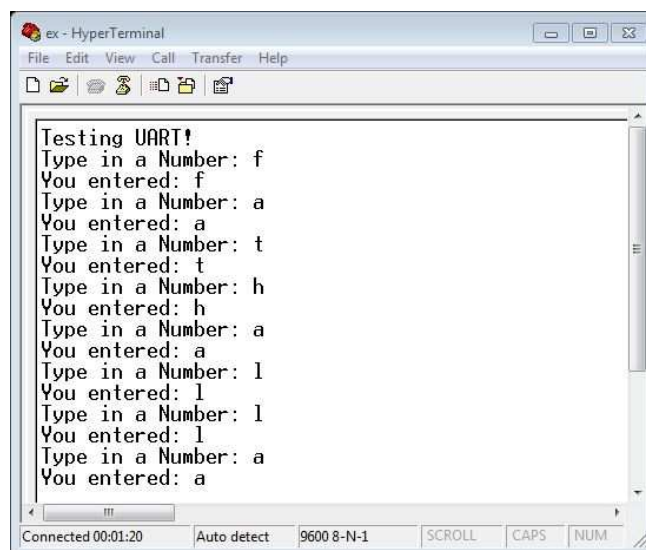 ex - HyperTerminal
File Edit View Call Transfer Help
Testing UART!
Type in a Number: f
You entered: f
Type in a Number: a
You entered: a
Type in a Number: t
You entered: t
Type in a Number: h
You entered: h
Type in a Number: a
You entered: a
Type in a Number: l
You entered: l
Type in a Number: l
You entered: l
Type in a Number: a
You entered: a
Connected 00:01:20 Auto detect 9600 8-N-1 SCROLL CAPS NUM